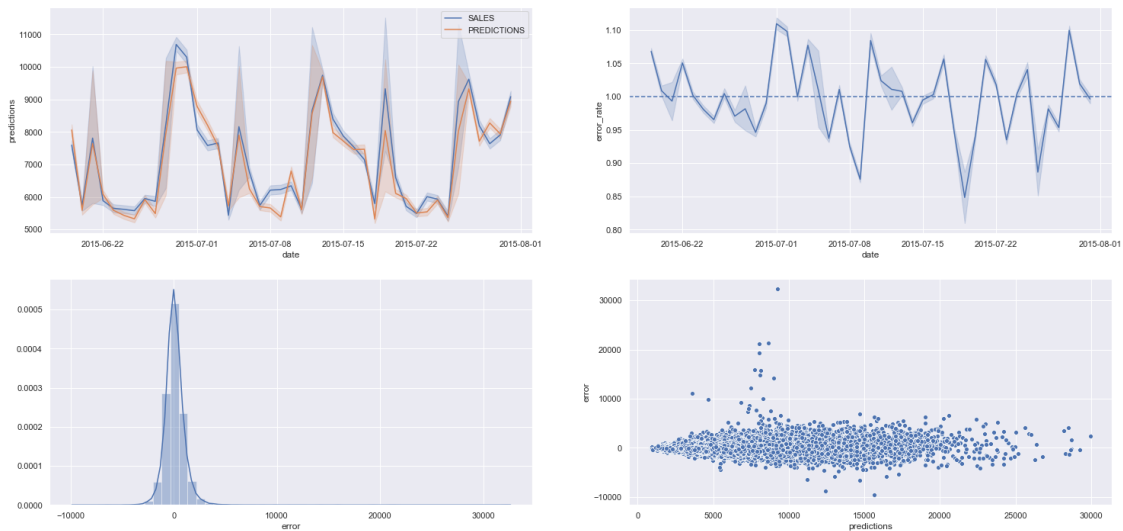 SALES
PREDICTIONS
predictions
11000
10000
9000
8000
7000
6000
5000
2015-06-22 2015-07-01 2015-07-08 2015-07-15 2015-07-22 2015-08-01
date
error_rate
1.10
1.05
1.00
0.95
0.90
0.85
0.80
2015-06-22 2015-07-01 2015-07-08 2015-07-15 2015-07-22 2015-08-01
date
0.0005
0.0004
0.0003
0.0002
0.0001
0.0000
−10000 0 10000 20000 30000
error
error
30000
20000
10000
0
−10000
0 5000 10000 15000 20000 25000 30000
predictions